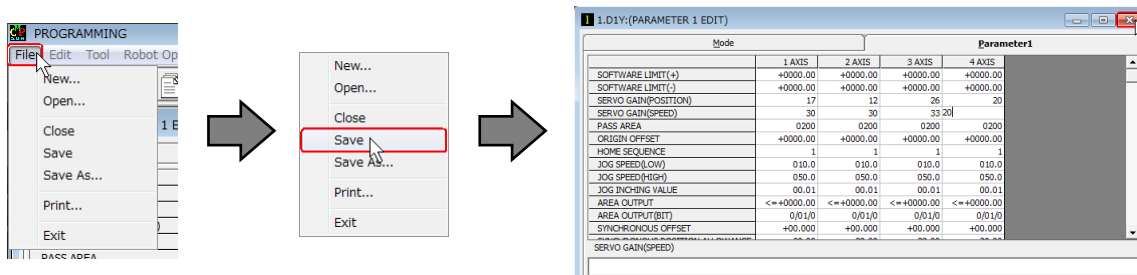 PROGRAMMING
File Edit Tool Robot Op
New...
Open...
Close
Save
Save As...
Print...
Exit
1 E
PASS AREA
New...
Open...
Close
Save
Save As...
Print...
Exit
1.D1Y:(PARAMETER 1 EDIT)
Mode Parameter1
1 AXIS 2 AXIS 3 AXIS 4 AXIS
SOFTWARE LIMIT(+) +0000.00 +0000.00 +0000.00 +0000.00
SOFTWARE LIMIT(-) +0000.00 +0000.00 +0000.00 +0000.00
SERVO GAIN(POSITION) 17 12 26 20
SERVO GAIN(SPEED) 30 30 33 20
PASS AREA 0200 0200 0200 0200
ORIGIN OFFSET +0000.00 +0000.00 +0000.00 +0000.00
HOME SEQUENCE 1 1 1 1
JOG SPEED(LOW) 010.0 010.0 010.0 010.0
JOG SPEED(HIGH) 050.0 050.0 050.0 050.0
JOG INCHING VALUE 00.01 00.01 00.01 00.01
AREA OUTPUT <=+0000.00 <=+0000.00 <=+0000.00 <=+0000.00
AREA OUTPUT(BIT) 0/01/0 0/01/0 0/01/0 0/01/0
SYNCHRONOUS OFFSET +00.000 +00.000 +00.000 +00.000
SERVO GAIN(SPEED)